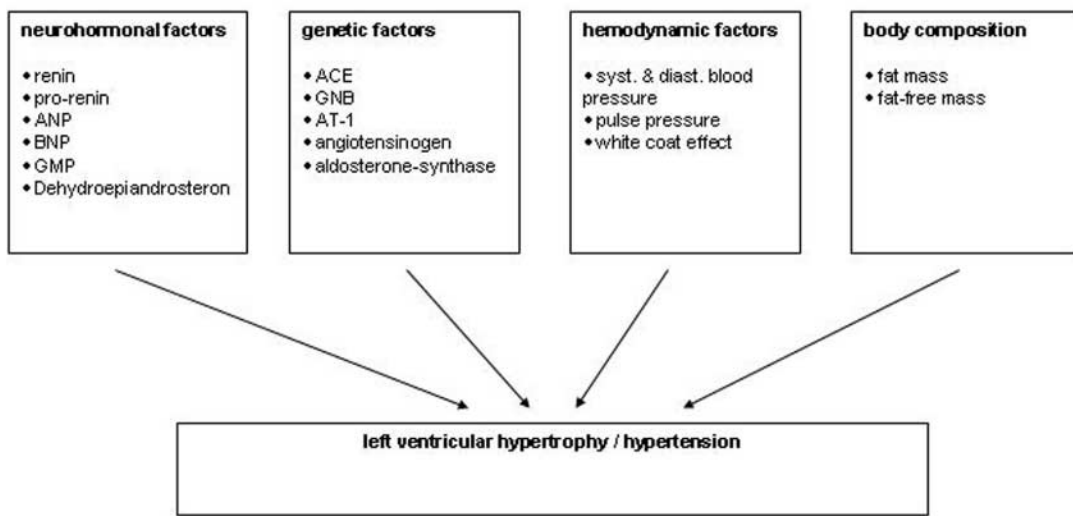 neurohormonal factors
◆ renin
◆ pro-renin
◆ ANP
◆ BNP
◆ GMP
◆ Dehydroepiandrosteron
genetic factors
◆ ACE
◆ GNB
◆ AT-1
◆ angiotensinogen
◆ aldosterone-synthase
hemodynamic factors
◆ syst. & diast. blood
pressure
◆ pulse pressure
◆ white coat effect
body composition
◆ fat mass
◆ fat-free mass
left ventricular hypertrophy / hypertension